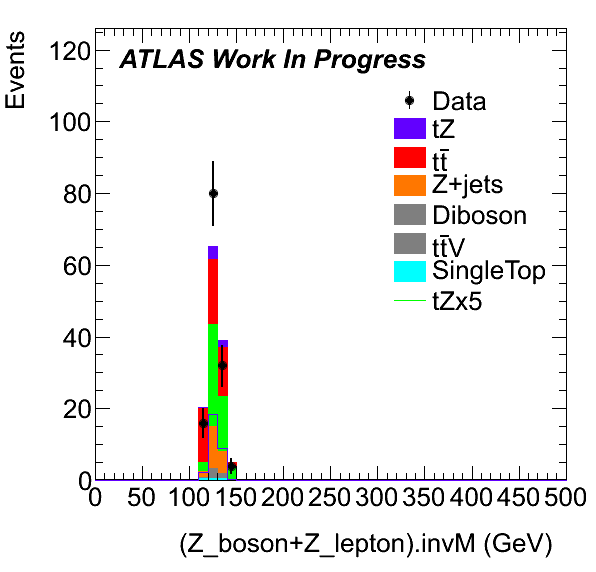 ATLAS Work In Progress
Events
120
100
80
60
40
20
0
Data
tZ
tt̄
Z+jets
Diboson
tt̄V
SingleTop
tZx5
0 50 100 150 200 250 300 350 400 450 500
(Z_boson+Z_lepton).invM (GeV)